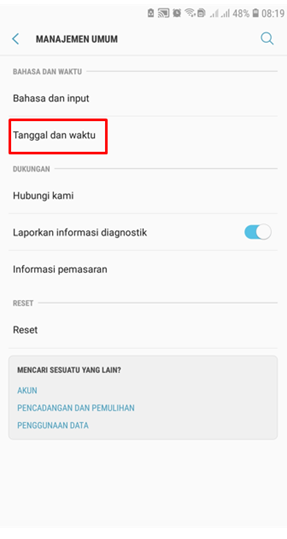 48% 08:19
MANAJEMEN UMUM
BAHASA DAN WAKTU
Bahasa dan input
Tanggal dan waktu
DUKUNGAN
Hubungi kami
Laporkan informasi diagnostik
Informasi pemasaran
RESET
Reset
MENCARI SESUATU YANG LAIN?
AKUN
PENCADANGAN DAN PEMULIHAN
PENGGUNAAN DATA